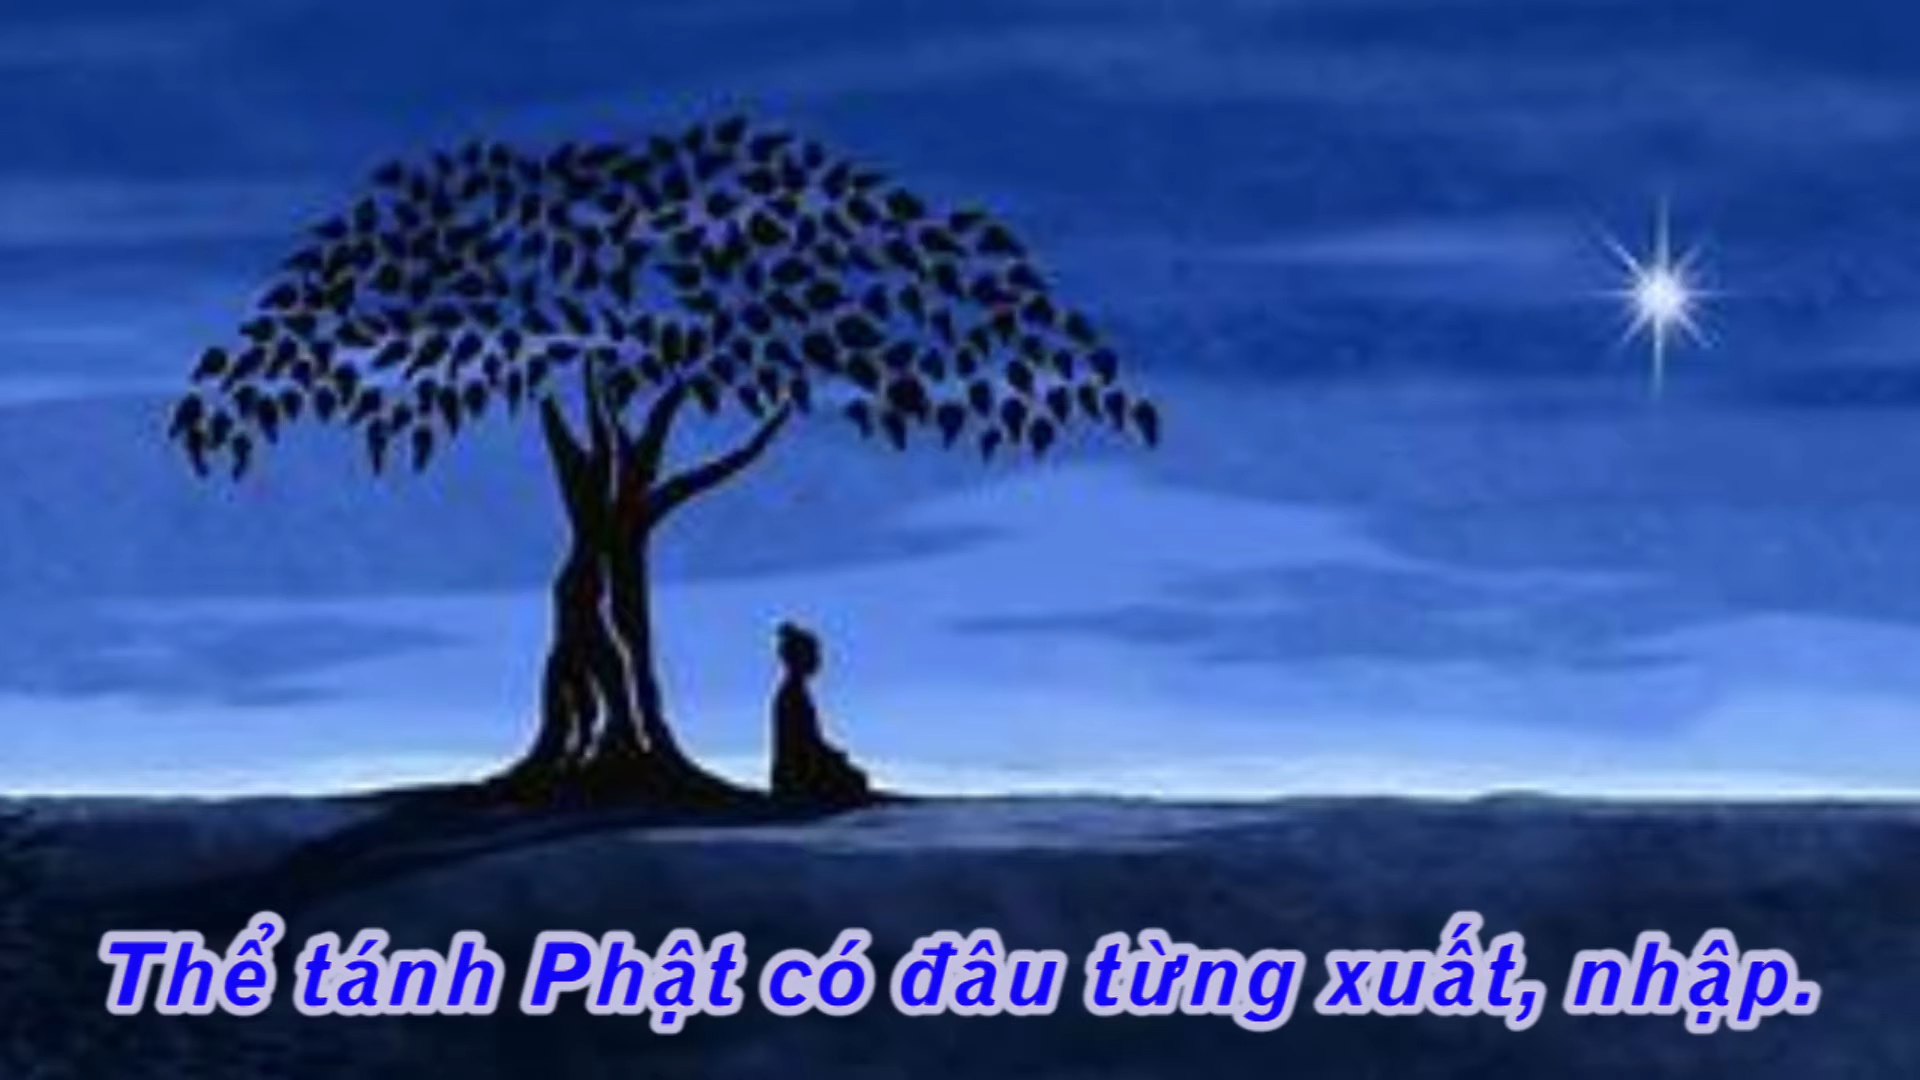 Thể tánh Phật có đâu từng xuất, nhập.